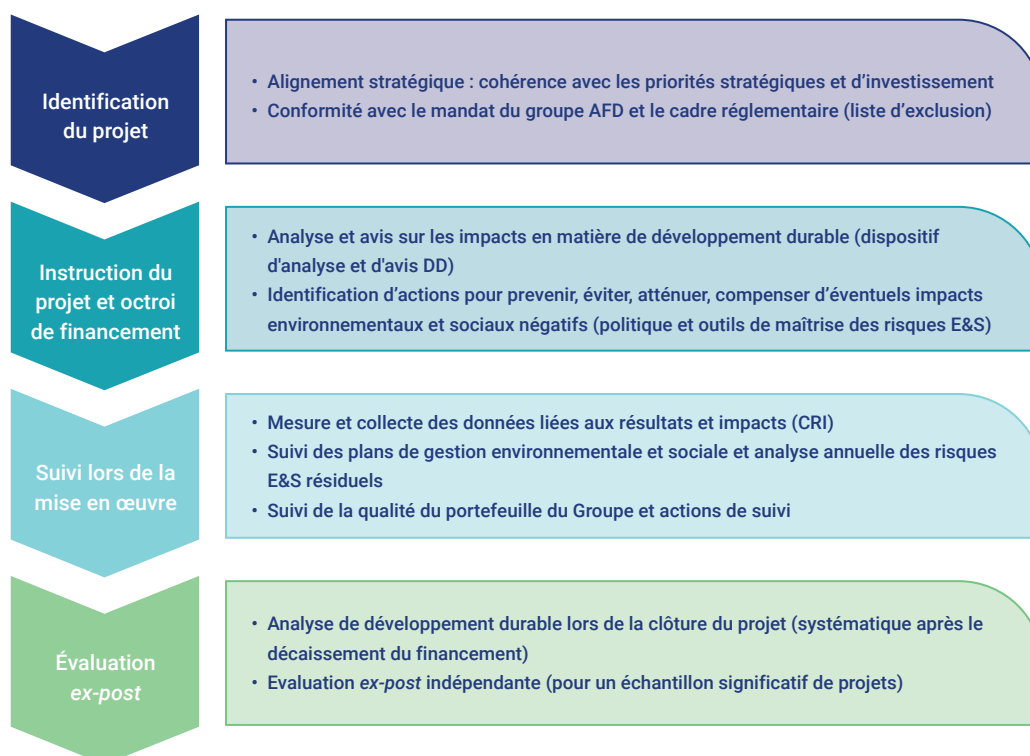 Identification
du projet
• Alignement stratégique : cohérence avec les priorités stratégiques et d'investissement
• Conformité avec le mandat du groupe AFD et le cadre réglementaire (liste d'exclusion)
Instruction du
projet et octroi
de financement
• Analyse et avis sur les impacts en matière de développement durable (dispositif
d'analyse et d'avis DD)
• Identification d'actions pour prevenir, éviter, atténuer, compenser d'éventuels impacts
environnementaux et sociaux négatifs (politique et outils de maîtrise des risques E&S)
Suivi lors de la
mise en œuvre
• Mesure et collecte des données liées aux résultats et impacts (CRI)
• Suivi des plans de gestion environnementale et sociale et analyse annuelle des risques
E&S résiduels
• Suivi de la qualité du portefeuille du Groupe et actions de suivi
Évaluation
ex-post
• Analyse de développement durable lors de la clôture du projet (systématique après le
décaissement du financement)
• Evaluation ex-post indépendante (pour un échantillon significatif de projets)